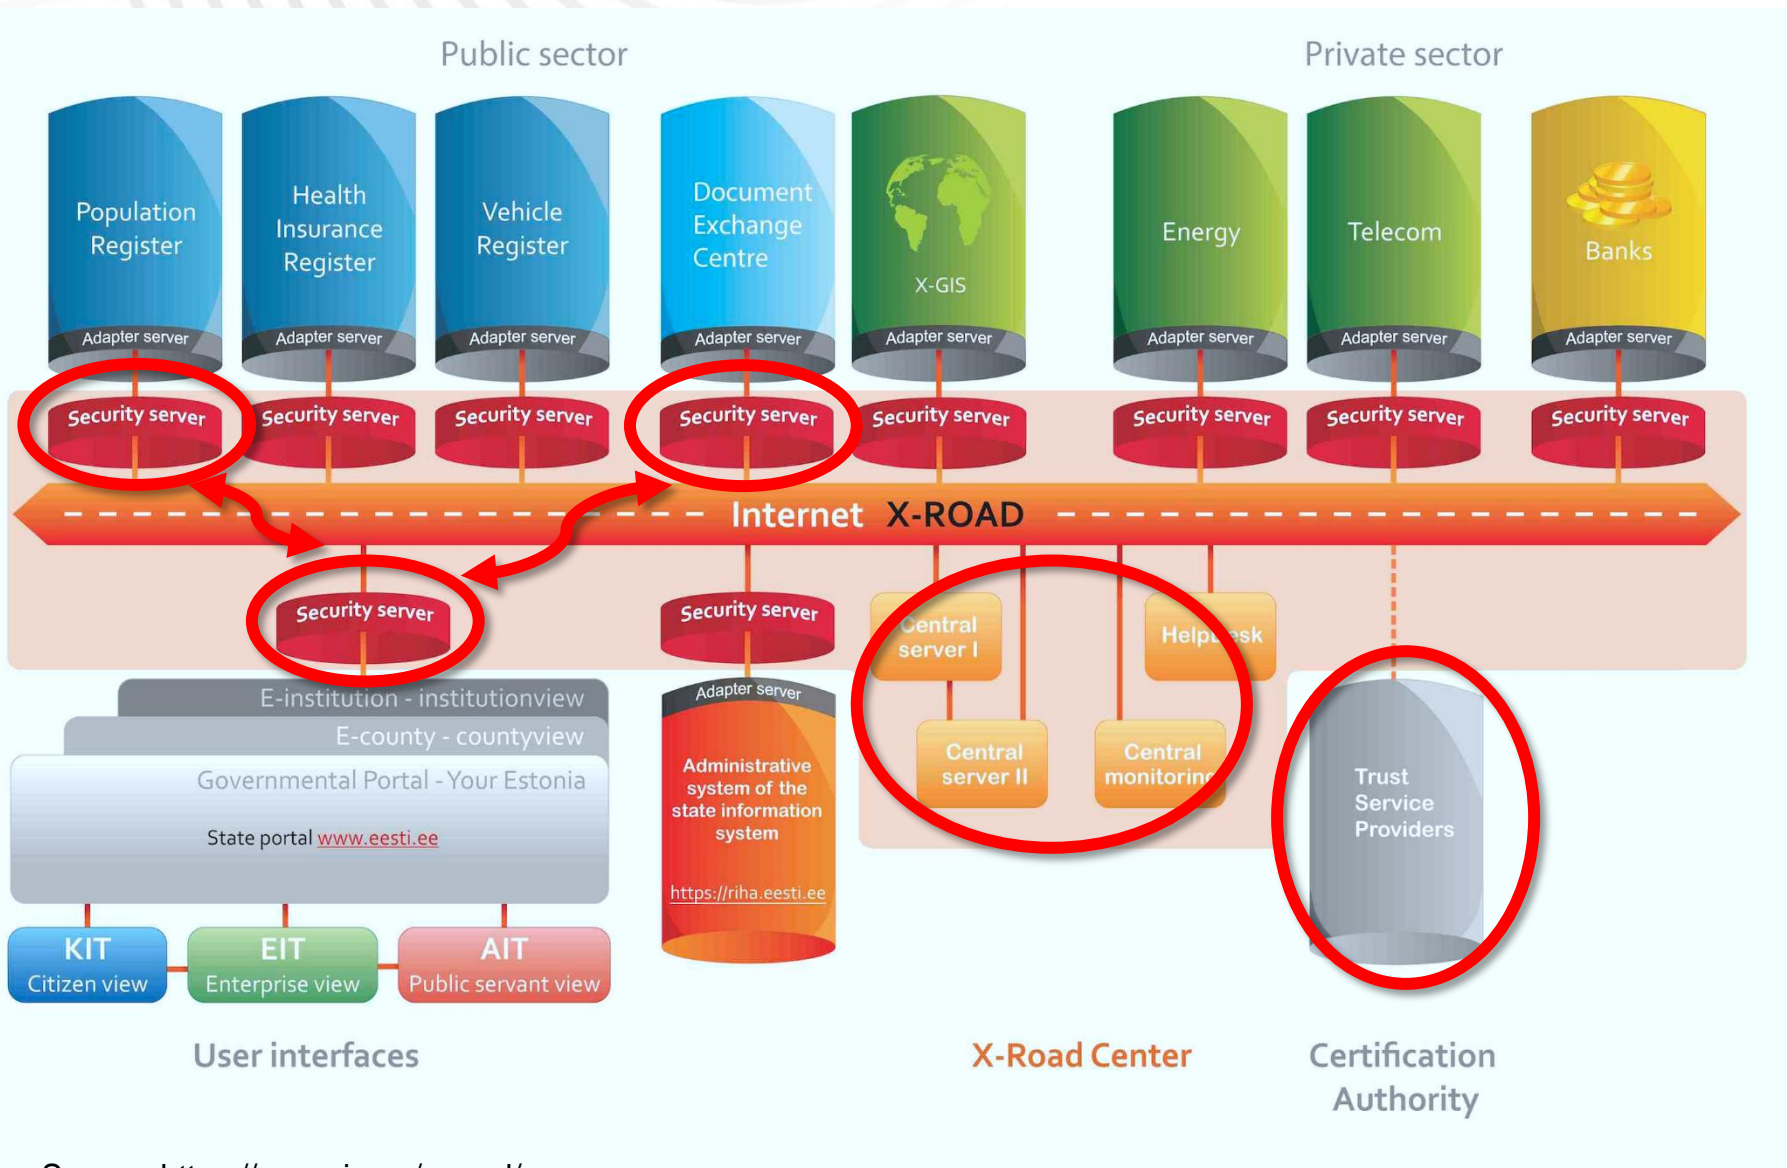 Public sector
Private sector
Population
Register
Health
Insurance
Register
Vehicle
Register
Document
Exchange
Centre
X-GIS
Energy
Telecom
Banks
Adapter server
Adapter server
Adapter server
Adapter server
Adapter server
Adapter server
Adapter server
Adapter server
Security server
Security server
Security server
Security server
Security server
Security server
Security server
Security server
Internet X-ROAD
Security server
Security server
Central
server I
Helpdesk
Central
server II
Central
monitoring
E-institution - institutionview
E-county - countyview
Governmental Portal - Your Estonia
State portal www.eesti.ee
Adapter server
Administrative
system of the
state information
system
https://riha.eesti.ee
Trust
Service
Providers
KIT
Citizen view
EIT
Enterprise view
AIT
Public servant view
User interfaces
X-Road Center
Certification
Authority